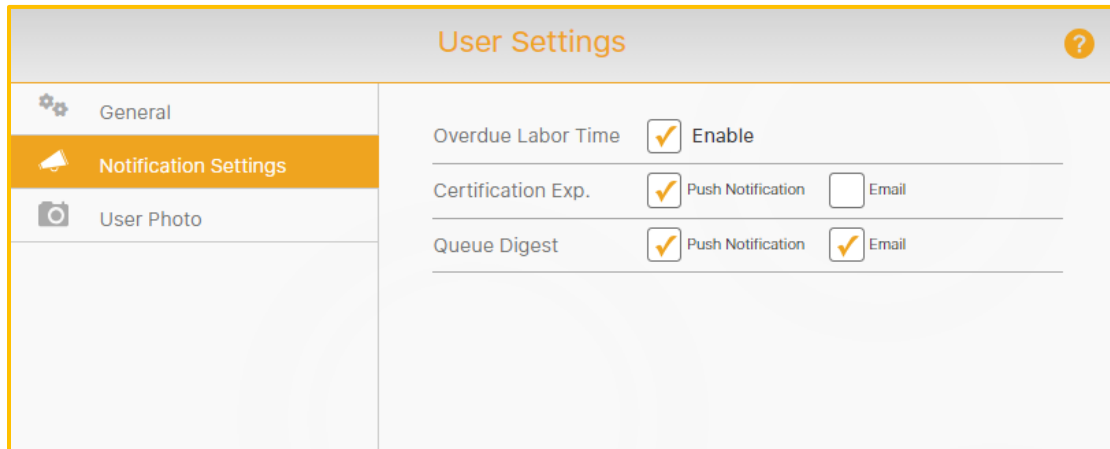 User Settings
?
General
Notification Settings
User Photo
Overdue Labor Time Enable
Certification Exp. Push Notification Email
Queue Digest Push Notification Email